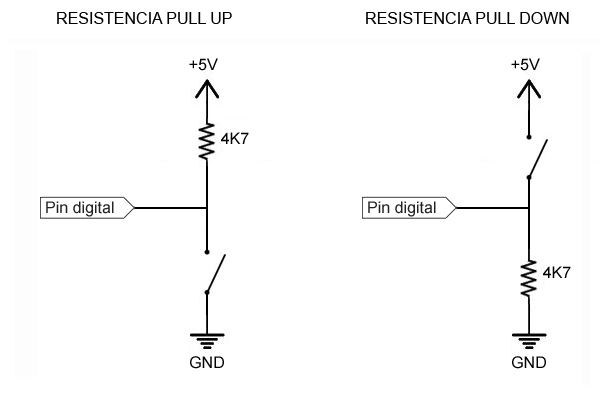 RESISTENCIA PULL UP
+5V
4K7
Pin digital
GND
RESISTENCIA PULL DOWN
+5V
Pin digital
4K7
GND